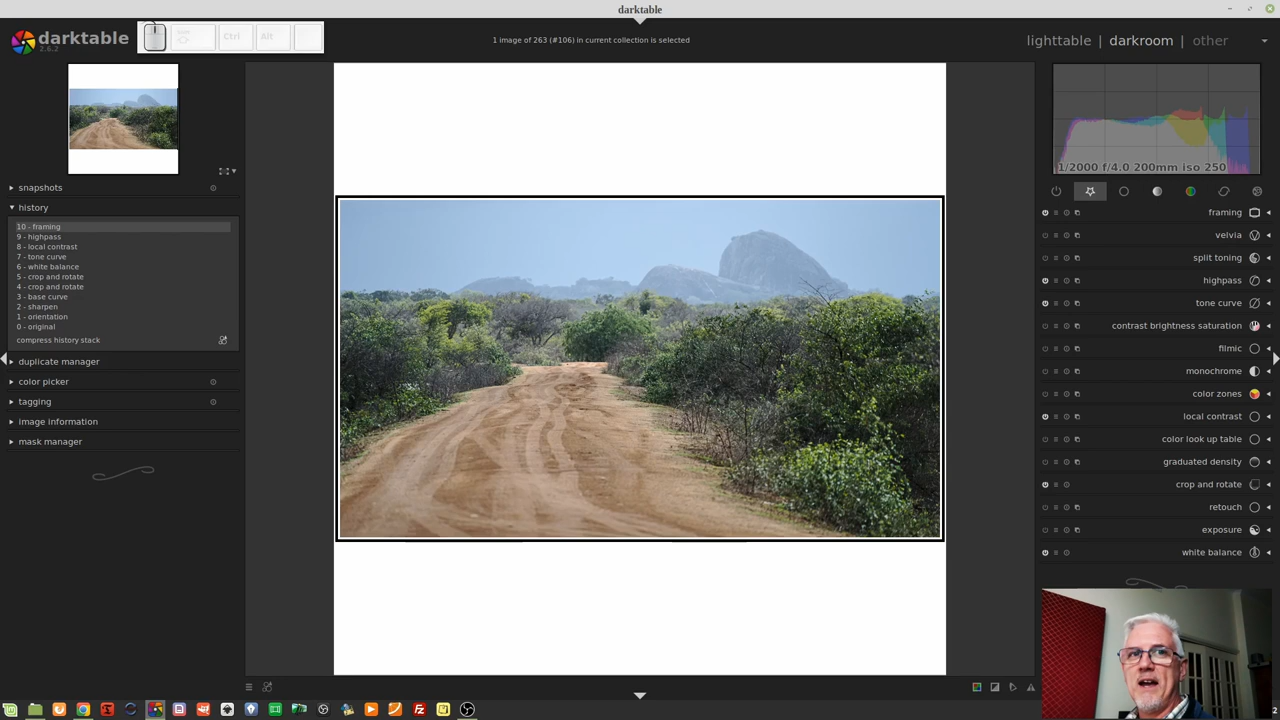 darktable
darktable
2.6.2
Ctrl
Alt
1 image of 263 (#106) in current collection is selected
lighttable | darkroom | other
1/2000 f/4.0 200mm iso 250
snapshots
history
10 - framing
9 - highpass
8 - local contrast
7 - tone curve
6 - white balance
5 - crop and rotate
4 - crop and rotate
3 - base curve
2 - sharpen
1 - orientation
0 - original
compress history stack
duplicate manager
color picker
tagging
image information
mask manager
framing
velvia
split toning
highpass
tone curve
contrast brightness saturation
filmic
monochrome
color zones
local contrast
color look up table
graduated density
crop and rotate
retouch
exposure
white balance